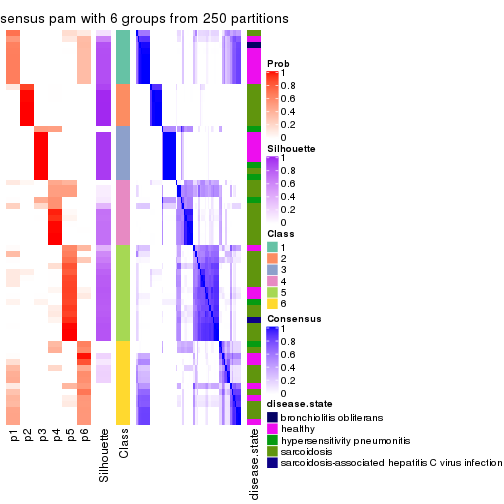 sensus pam with 6 groups from 250 partitions
Prob
1
0.8
0.6
0.4
0.2
0
Silhouette
1
0.8
0.6
0.4
0.2
0
Class
1
2
3
4
5
6
Consensus
1
0.8
0.6
0.4
0.2
0
disease.state
bronchiolitis obliterans
healthy
hypersensitivity pneumonitis
sarcoidosis
sarcoidosis-associated hepatitis C virus infection
p1
p2
p3
p4
p5
p6
Silhouette
Class
disease.state